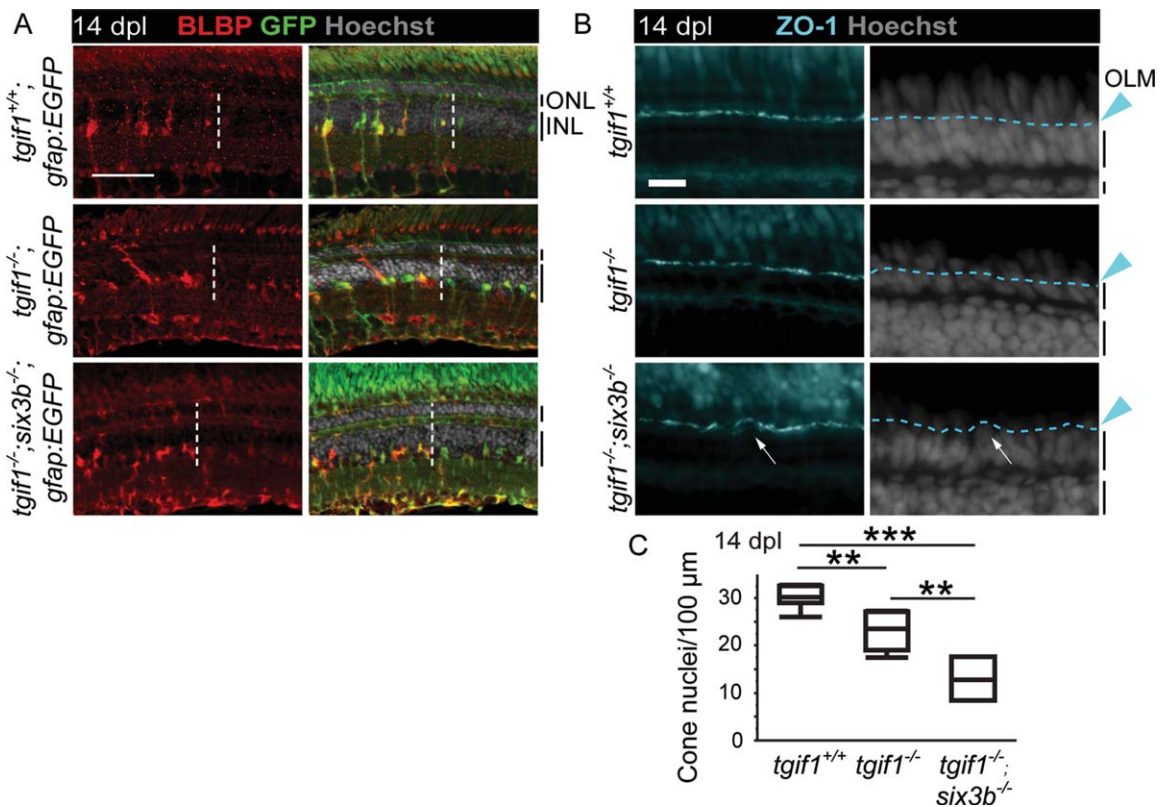 A
14 dpl BLBP GFP Hoechst
tgif1+/+;
gfap:EGFP
ONL
INL
tgif1-/-;
gfap:EGFP
tgif1-/-;six3b-/-;
gfap:EGFP
B
14 dpl ZO-1 Hoechst
OLM
tgif1+/+
tgif1-/-
tgif1-/-;six3b-/-
C
14 dpl
***
**
**
Cone nuclei/100 µm
30
20
10
0
tgif1+/+
tgif1-/-
tgif1-/-;
six3b-/-